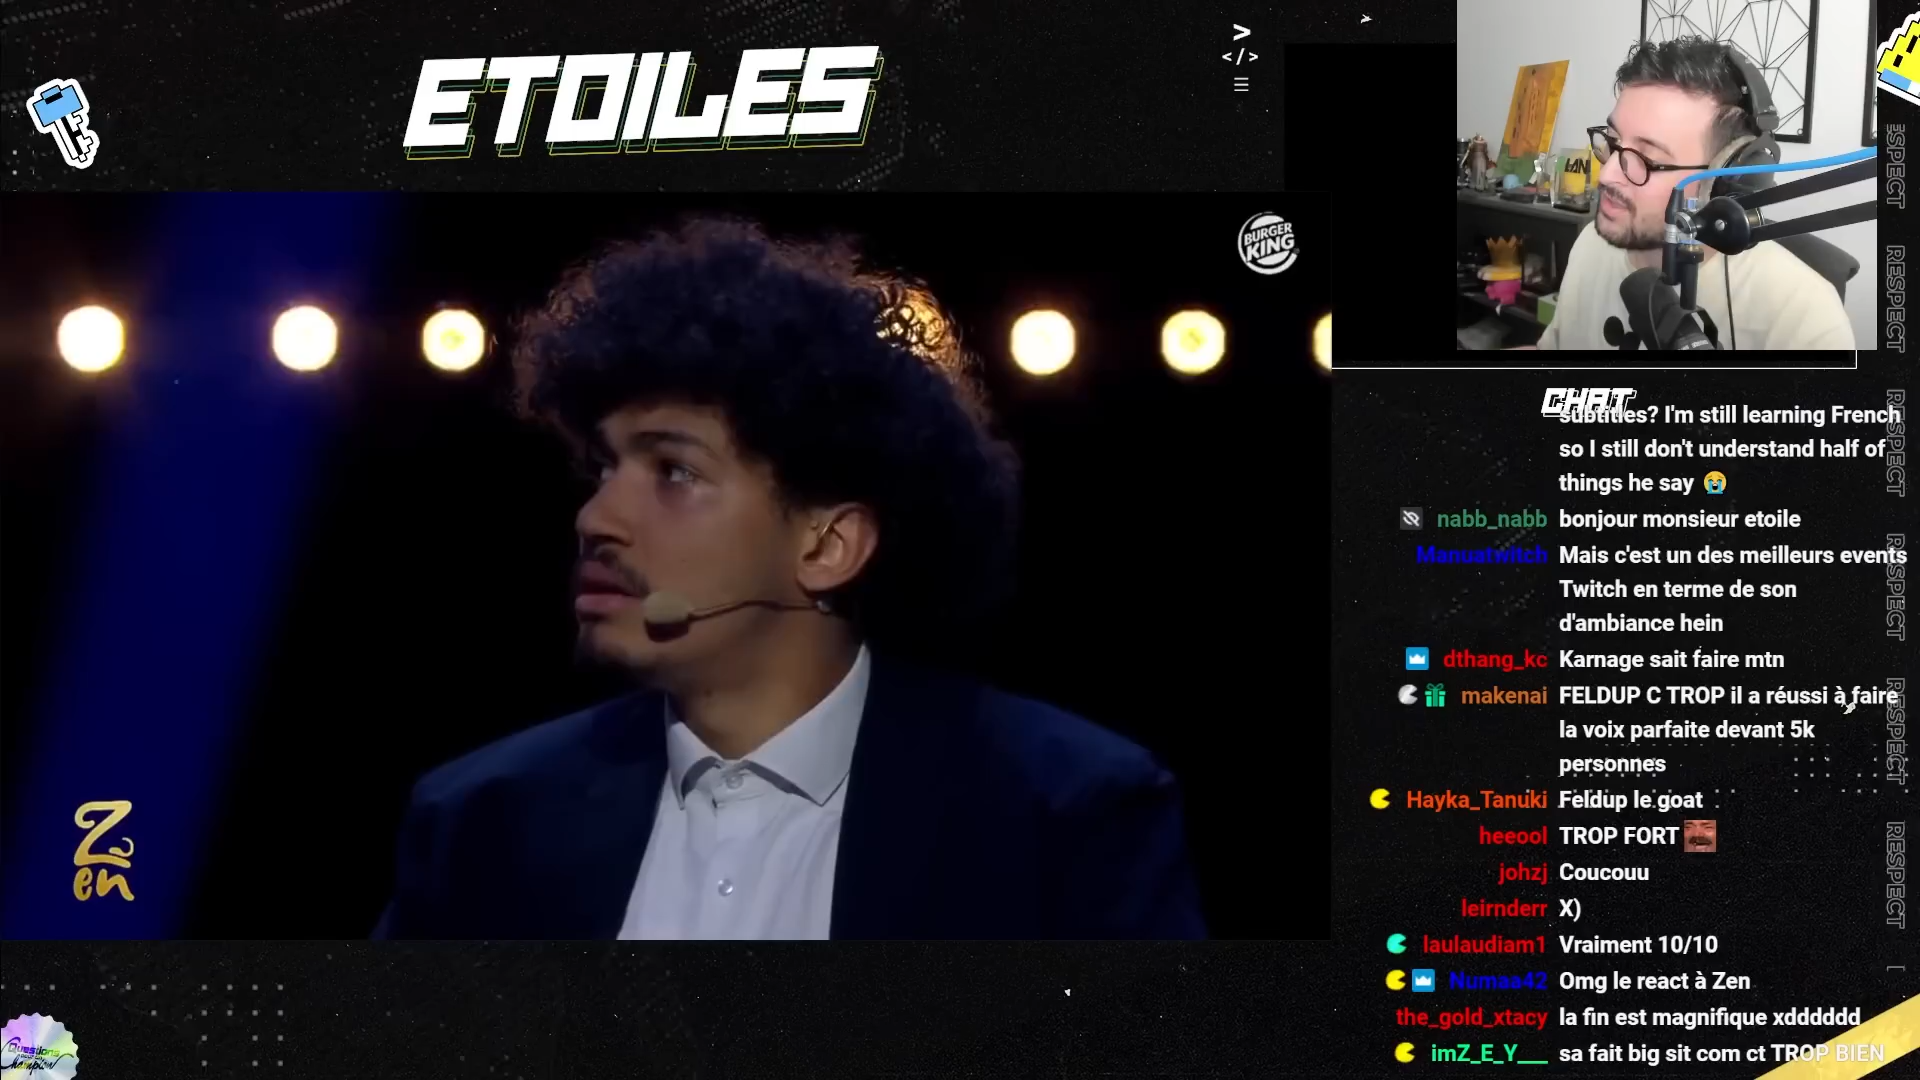 ETOILES
>
</>
BURGER
KING
LAN
ESPECT
RESPECT
RESPECT
RESPECT
RESPECT
RESPECT
CHAT
subtitles? I'm still learning French
so I still don't understand half of
things he say 😭
nabb_nabb bonjour monsieur etoile
Manuatwitch Mais c'est un des meilleurs events
Twitch en terme de son
d'ambiance hein
dthang_kc Karnage sait faire mtn
makenai FELDUP C TROP il a réussi à faire
la voix parfaite devant 5k
personnes
Hayka_Tanuki Feldup le goat
heeool TROP FORT
johzj Coucouu
leirnderr X)
laulaudiam1 Vraiment 10/10
Numaa42 Omg le react à Zen
the_gold_xtacy la fin est magnifique xdddddd
imZ_E_Y___ sa fait big sit com ct TROP BIEN
Zen
Questions
Champion